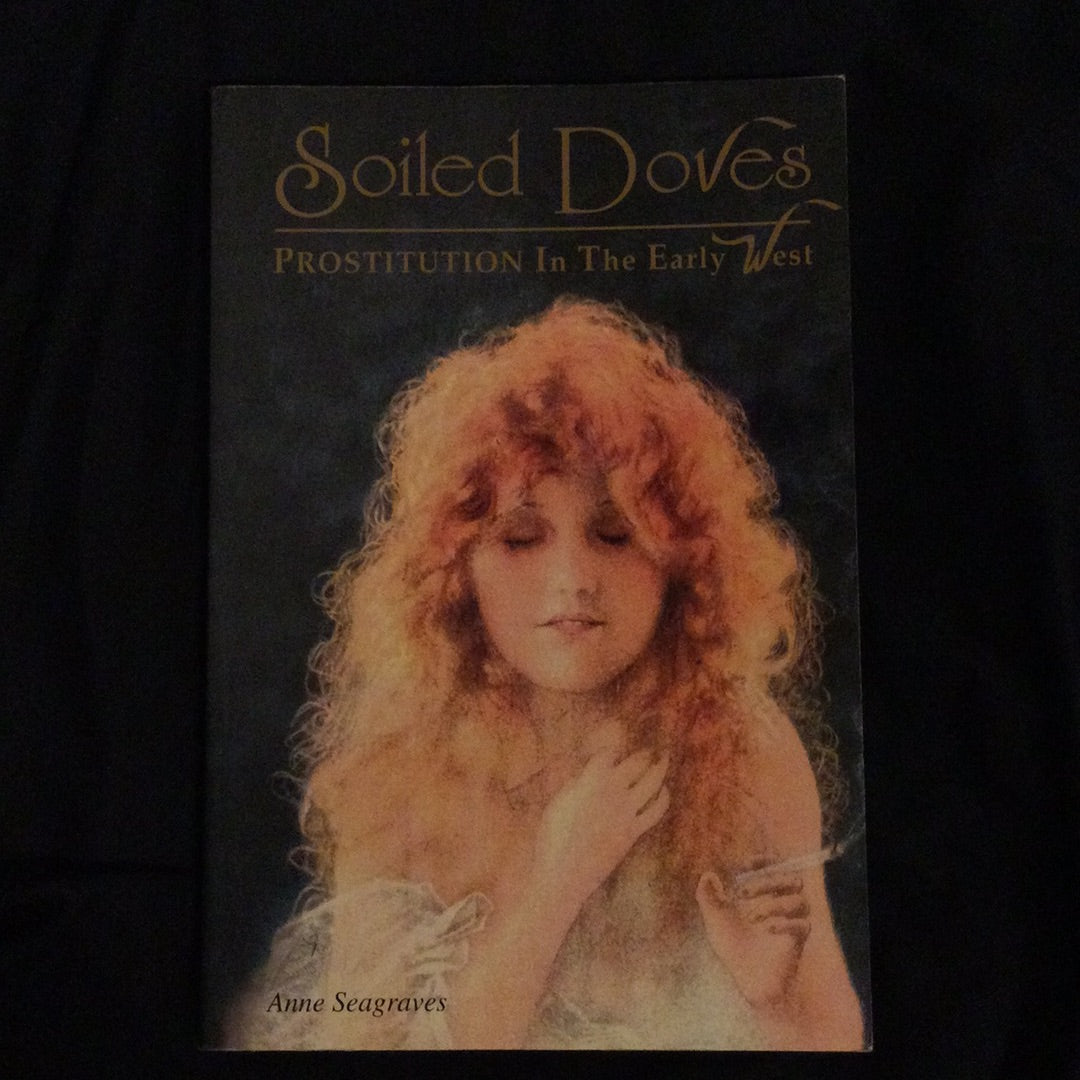 Soiled Doves
PROSTITUTION In The Early West
Anne Seagraves